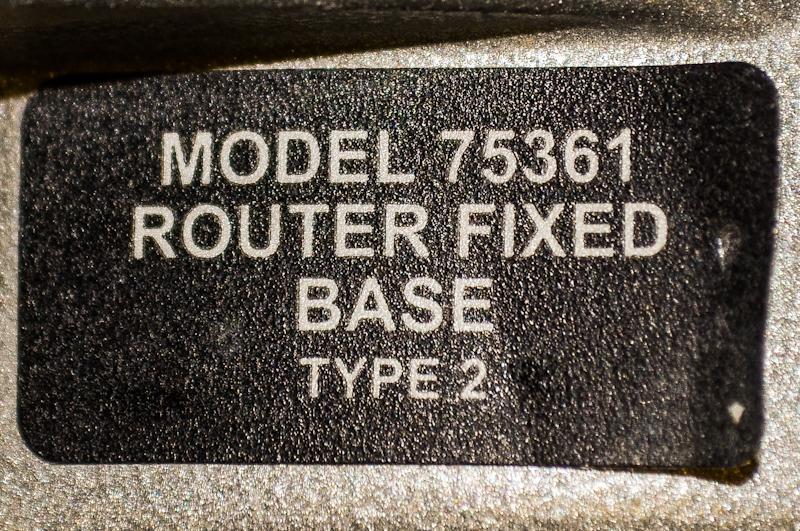 MODEL 75361
ROUTER FIXED
BASE
TYPE 2